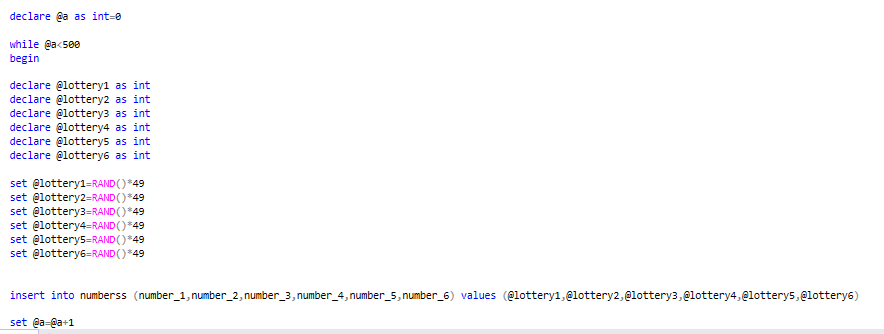 declare @a as int=0
while @a<500
begin
declare @lottery1 as int
declare @lottery2 as int
declare @lottery3 as int
declare @lottery4 as int
declare @lottery5 as int
declare @lottery6 as int
set @lottery1=RAND()*49
set @lottery2=RAND()*49
set @lottery3=RAND()*49
set @lottery4=RAND()*49
set @lottery5=RAND()*49
set @lottery6=RAND()*49
insert into numberss (number_1,number_2,number_3,number_4,number_5,number_6) values (@lottery1,@lottery2,@lottery3,@lottery4,@lottery5,@lottery6)
set @a=@a+1